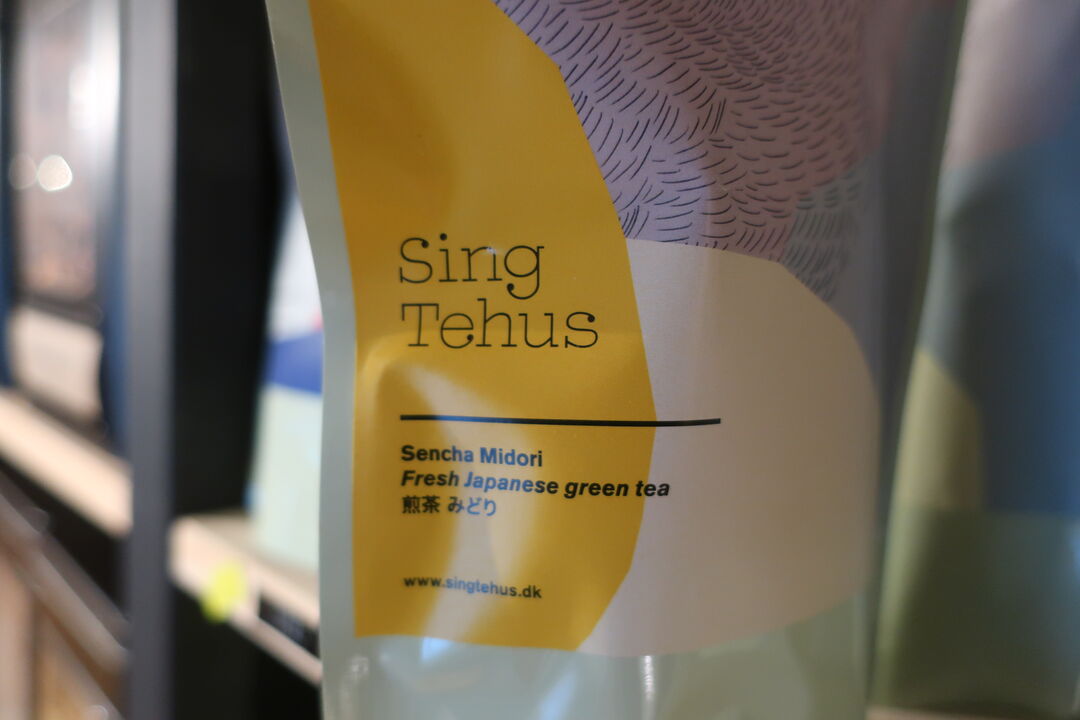 Sing
Tehus
Sencha Midori
Fresh Japanese green tea
煎茶 みどり
www.singtehus.dk